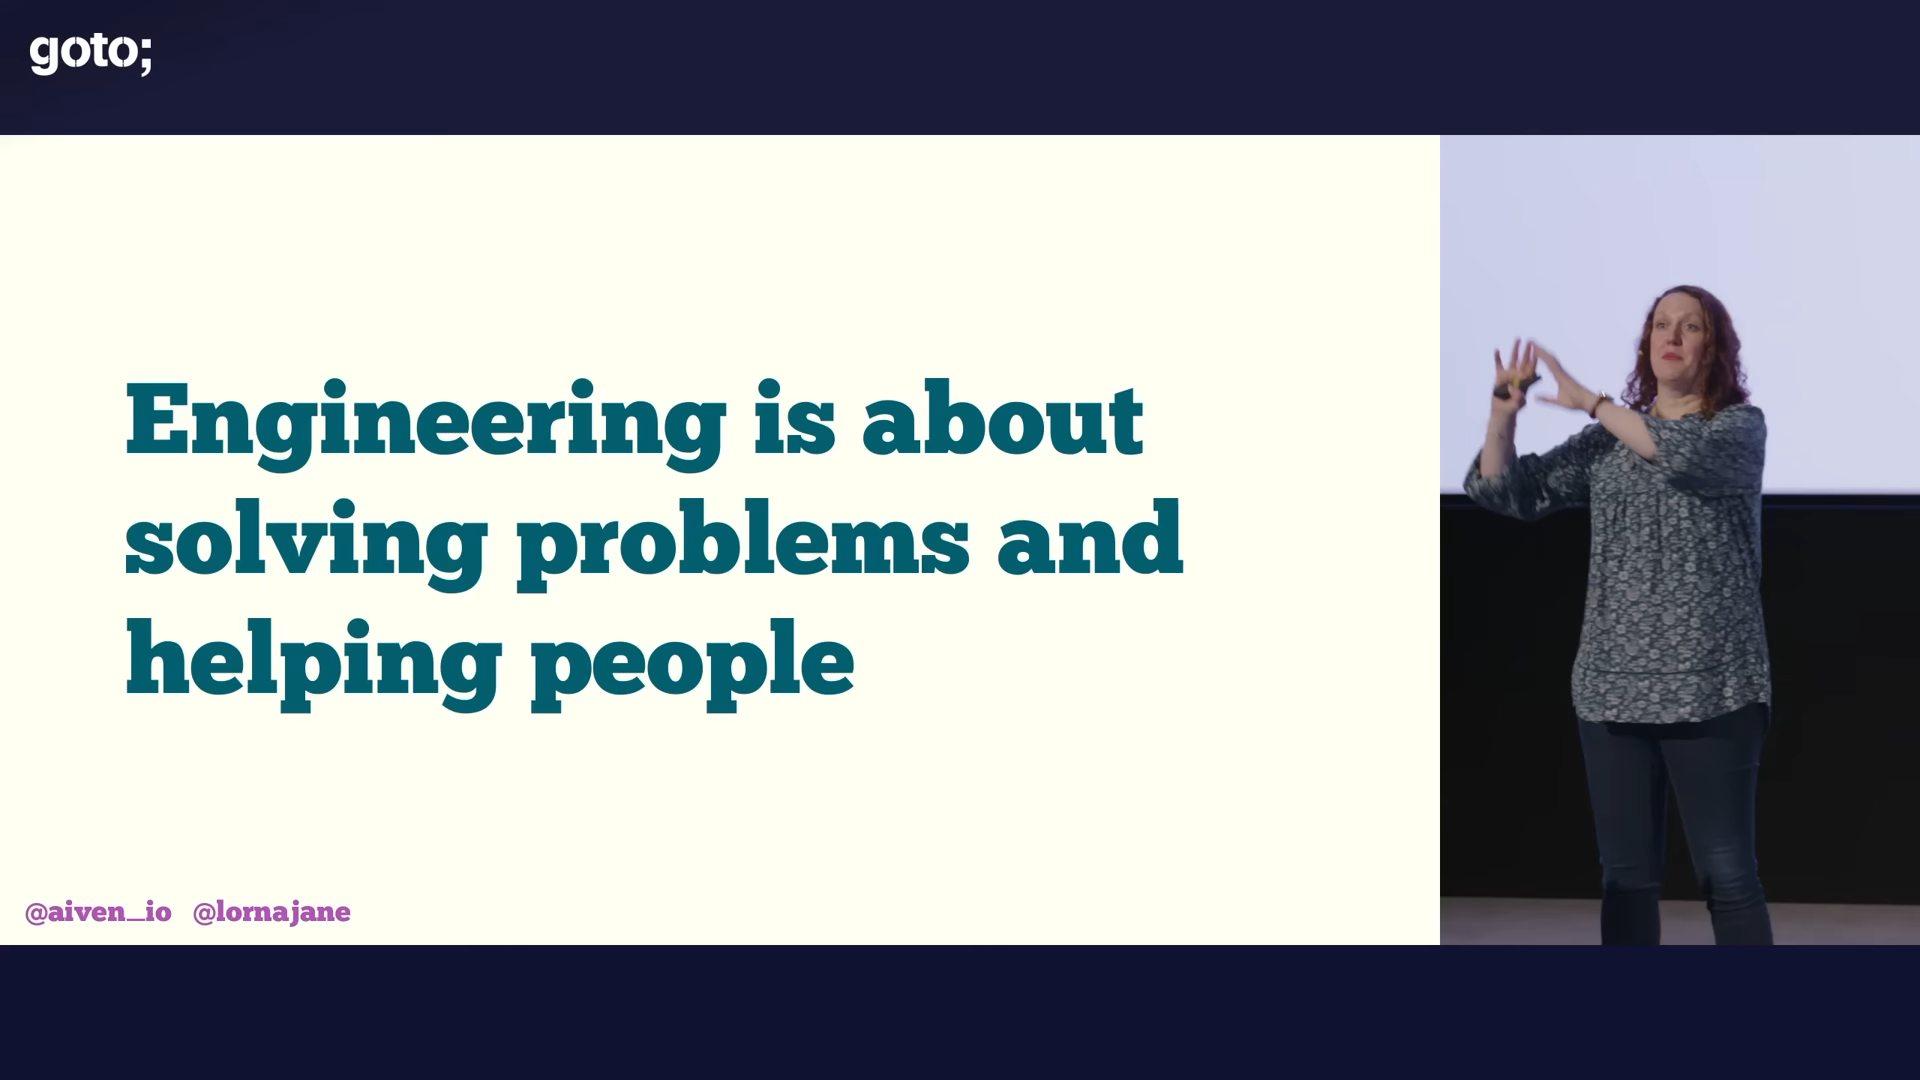 goto;
Engineering is about
solving problems and
helping people
@aiven_io @lornajane